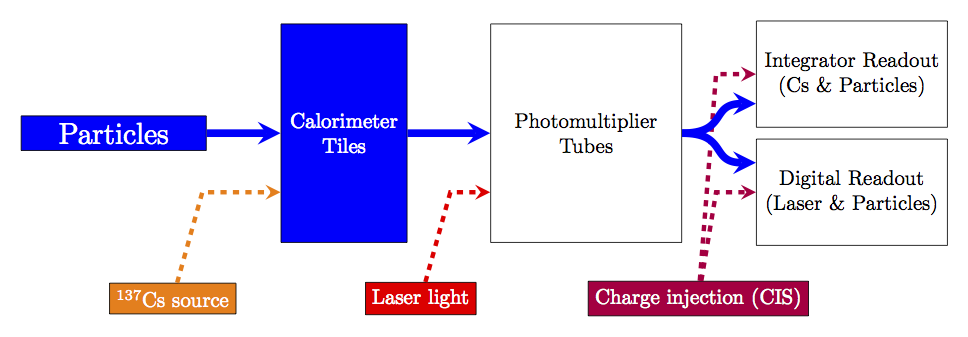 Particles
Calorimeter
Tiles
Photomultiplier
Tubes
Integrator Readout
(Cs & Particles)
Digital Readout
(Laser & Particles)
¹³⁷Cs source
Laser light
Charge injection (CIS)